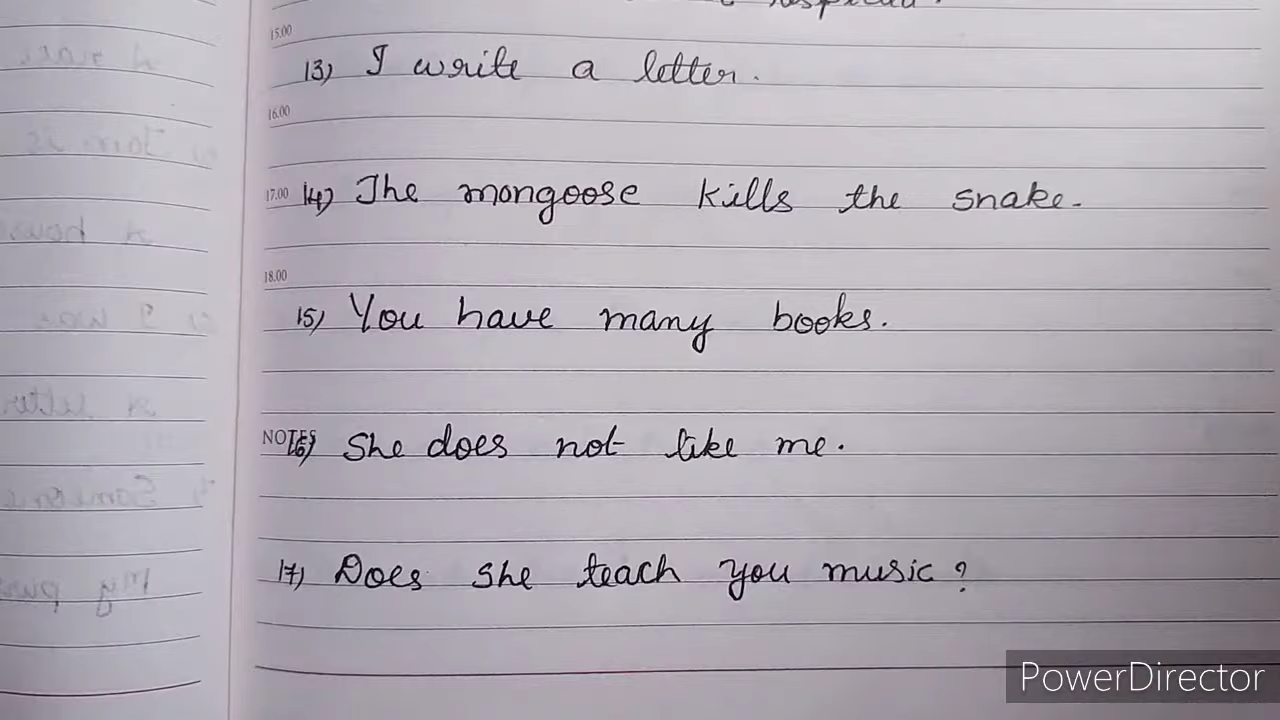 15.00
13) I write a letter.
16.00
17.00
14) The mongoose kills the snake.
18.00
15) You have many books.
NOTES
16) She does not like me.
17) Does she teach you music?
PowerDirector